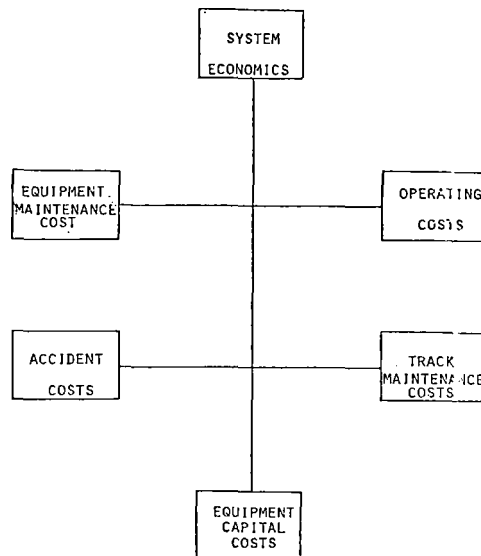 SYSTEM
ECONOMICS
EQUIPMENT.
MAINTENANCE
COST
OPERATING
COSTS
ACCIDENT
COSTS
TRACK
MAINTENANCE
COSTS
EQUIPMENT
CAPITAL
COSTS